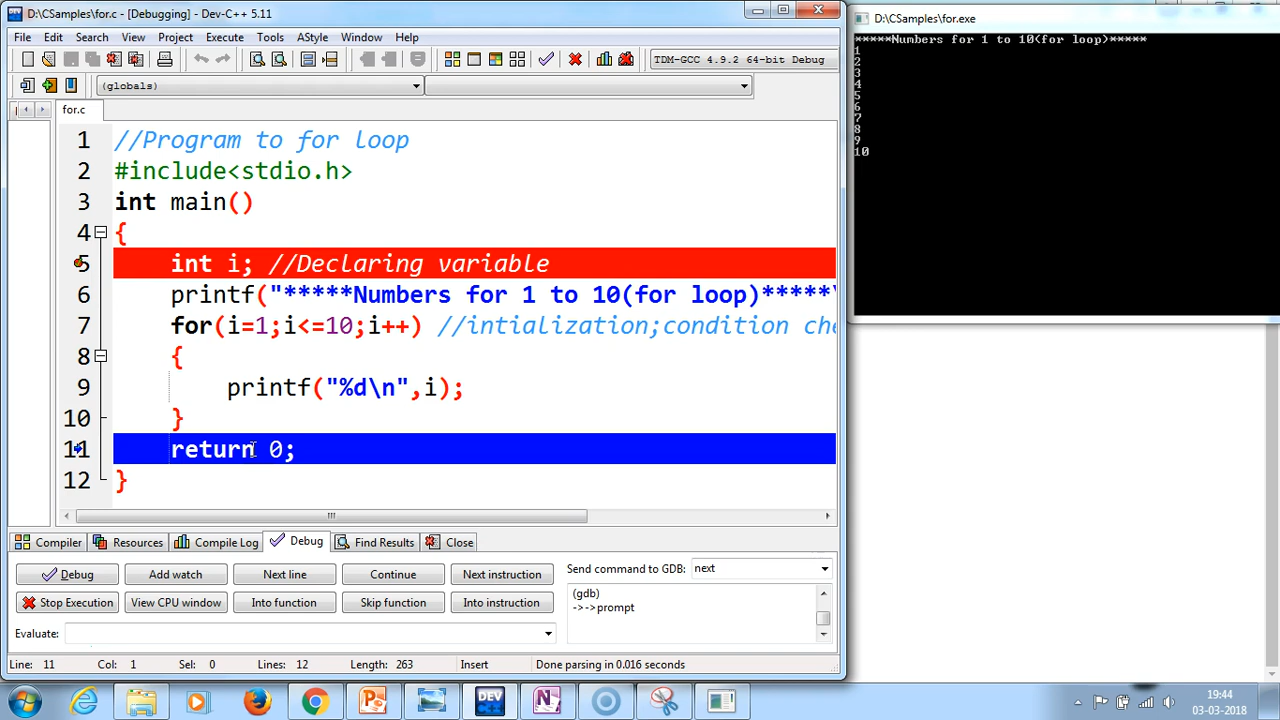 D:\CSamples\for.c - [Debugging] - Dev-C++ 5.11
File Edit Search View Project Execute Tools AStyle Window Help
TDM-GCC 4.9.2 64-bit Debug
(globals)
for.c
1 //Program to for loop
2 #include<stdio.h>
3 int main()
4 {
5 int i; //Declaring variable
6 printf("*****Numbers for 1 to 10(for loop)*****\
7 for(i=1;i<=10;i++) //intialization;condition che
8 {
9 printf("%d\n",i);
10 }
11 return 0;
12 }
Compiler Resources Compile Log Debug Find Results Close
Debug Add watch Next line Continue Next instruction
Send command to GDB: next
Stop Execution View CPU window Into function Skip function Into instruction
(gdb)
->->prompt
Evaluate:
Line: 11 Col: 1 Sel: 0 Lines: 12 Length: 263 Insert Done parsing in 0.016 seconds
D:\CSamples\for.exe
*****Numbers for 1 to 10(for loop)*****
1
2
3
4
5
6
7
8
9
10
DEV
19:44
03-03-2018